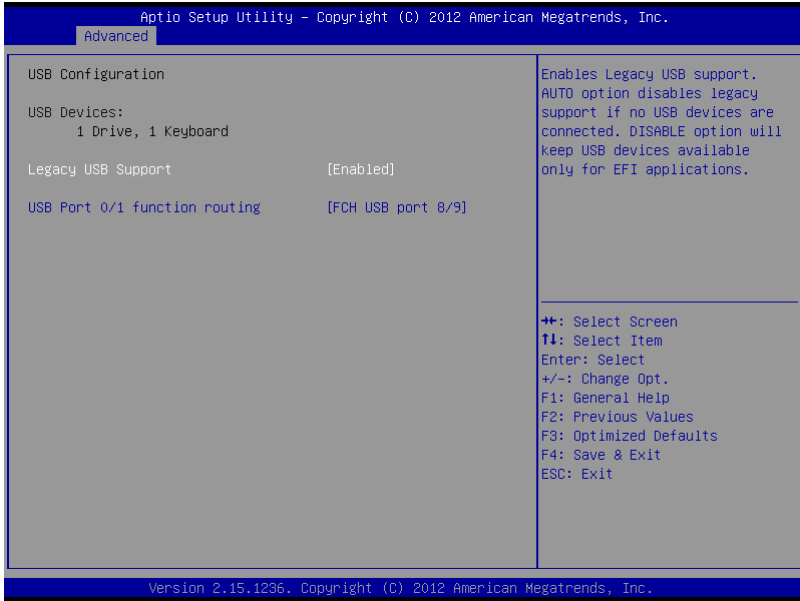 Aptio Setup Utility – Copyright (C) 2012 American Megatrends, Inc.
Advanced
USB Configuration
USB Devices:
1 Drive, 1 Keyboard
Legacy USB Support [Enabled]
USB Port 0/1 function routing [FCH USB port 8/9]
Enables Legacy USB support.
AUTO option disables legacy
support if no USB devices are
connected. DISABLE option will
keep USB devices available
only for EFI applications.
→←: Select Screen
↑↓: Select Item
Enter: Select
+/-: Change Opt.
F1: General Help
F2: Previous Values
F3: Optimized Defaults
F4: Save & Exit
ESC: Exit
Version 2.15.1236. Copyright (C) 2012 American Megatrends, Inc.